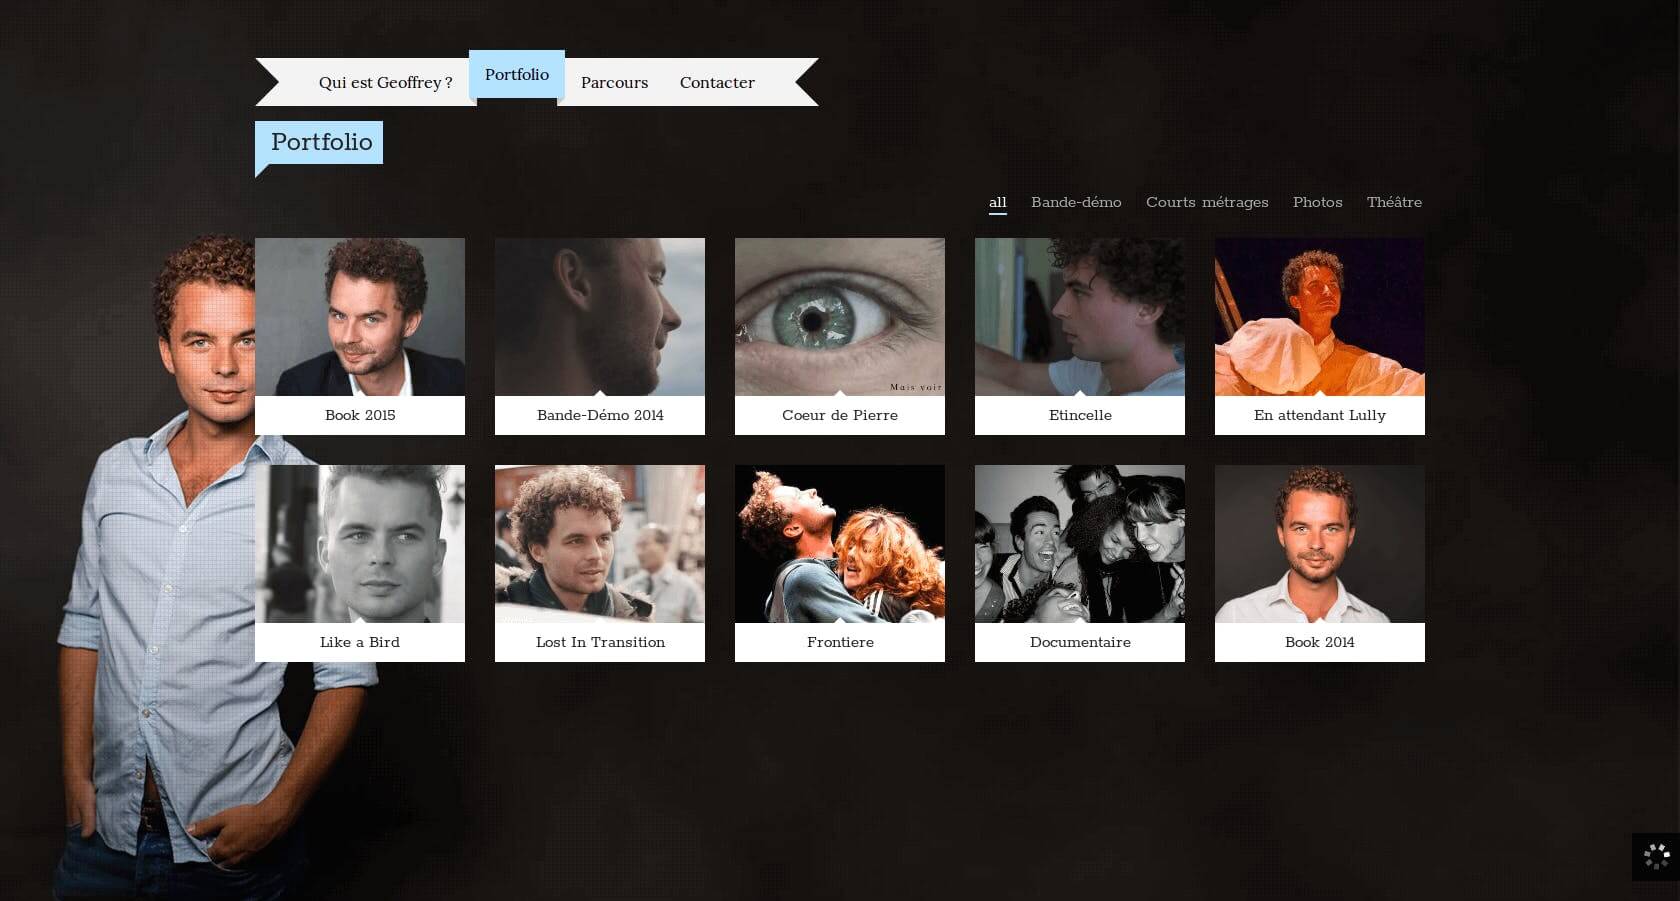 Qui est Geoffrey ? Portfolio Parcours Contacter
Portfolio
all Bande-démo Courts métrages Photos Théâtre
Mais voir
Book 2015 Bande-Démo 2014 Coeur de Pierre Etincelle En attendant Lully
Like a Bird Lost In Transition Frontiere Documentaire Book 2014